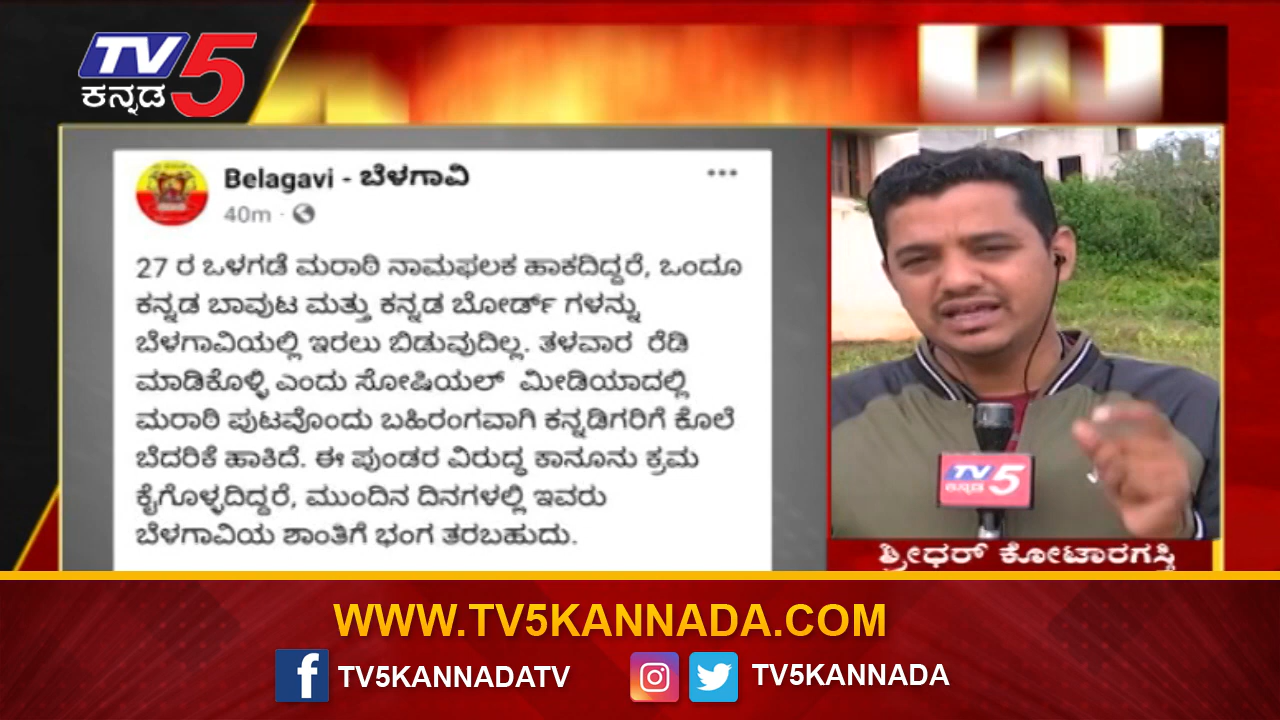 TV5
ಕನ್ನಡ
Belagavi - ಬೆಳಗಾವಿ
40m
27 ರ ಒಳಗಡೆ ಮರಾಠಿ ನಾಮಫಲಕ ಹಾಕದಿದ್ದರೆ, ಒಂದೂ
ಕನ್ನಡ ಬಾವುಟ ಮತ್ತು ಕನ್ನಡ ಬೋರ್ಡ್ ಗಳನ್ನು
ಬೆಳಗಾವಿಯಲ್ಲಿ ಇರಲು ಬಿಡುವುದಿಲ್ಲ. ತಳವಾರ ರೆಡಿ
ಮಾಡಿಕೊಳ್ಳಿ ಎಂದು ಸೋಷಿಯಲ್ ಮೀಡಿಯಾದಲ್ಲಿ
ಮರಾಠಿ ಪುಟವೊಂದು ಬಹಿರಂಗವಾಗಿ ಕನ್ನಡಿಗರಿಗೆ ಕೊಲೆ
ಬೆದರಿಕೆ ಹಾಕಿದೆ. ಈ ಪುಂಡರ ವಿರುದ್ಧ ಕಾನೂನು ಕ್ರಮ
ಕೈಗೊಳ್ಳದಿದ್ದರೆ, ಮುಂದಿನ ದಿನಗಳಲ್ಲಿ ಇವರು
ಬೆಳಗಾವಿಯ ಶಾಂತಿಗೆ ಭಂಗ ತರಬಹುದು.
TV5
ಕನ್ನಡ
ಶ್ರೀಧರ್ ಕೋಟಾರಗಸ್ತಿ
WWW.TV5KANNADA.COM
TV5KANNADATV
TV5KANNADA